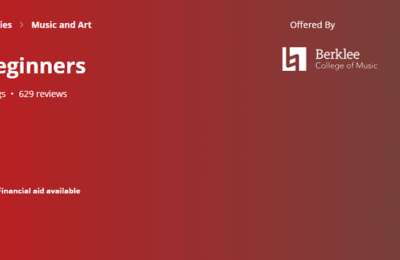 ies > Music and Art
Offered By
eginners
Berklee
College of Music
gs • 629 reviews
Financial aid available